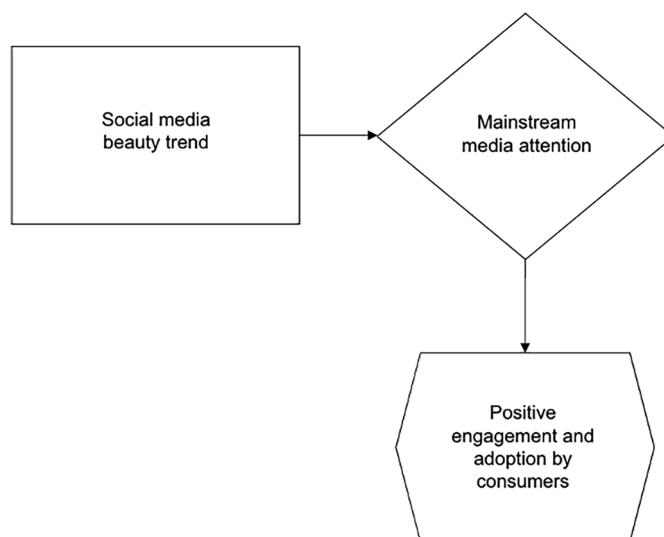 Social media
beauty trend
Mainstream
media attention
Positive
engagement and
adoption by
consumers